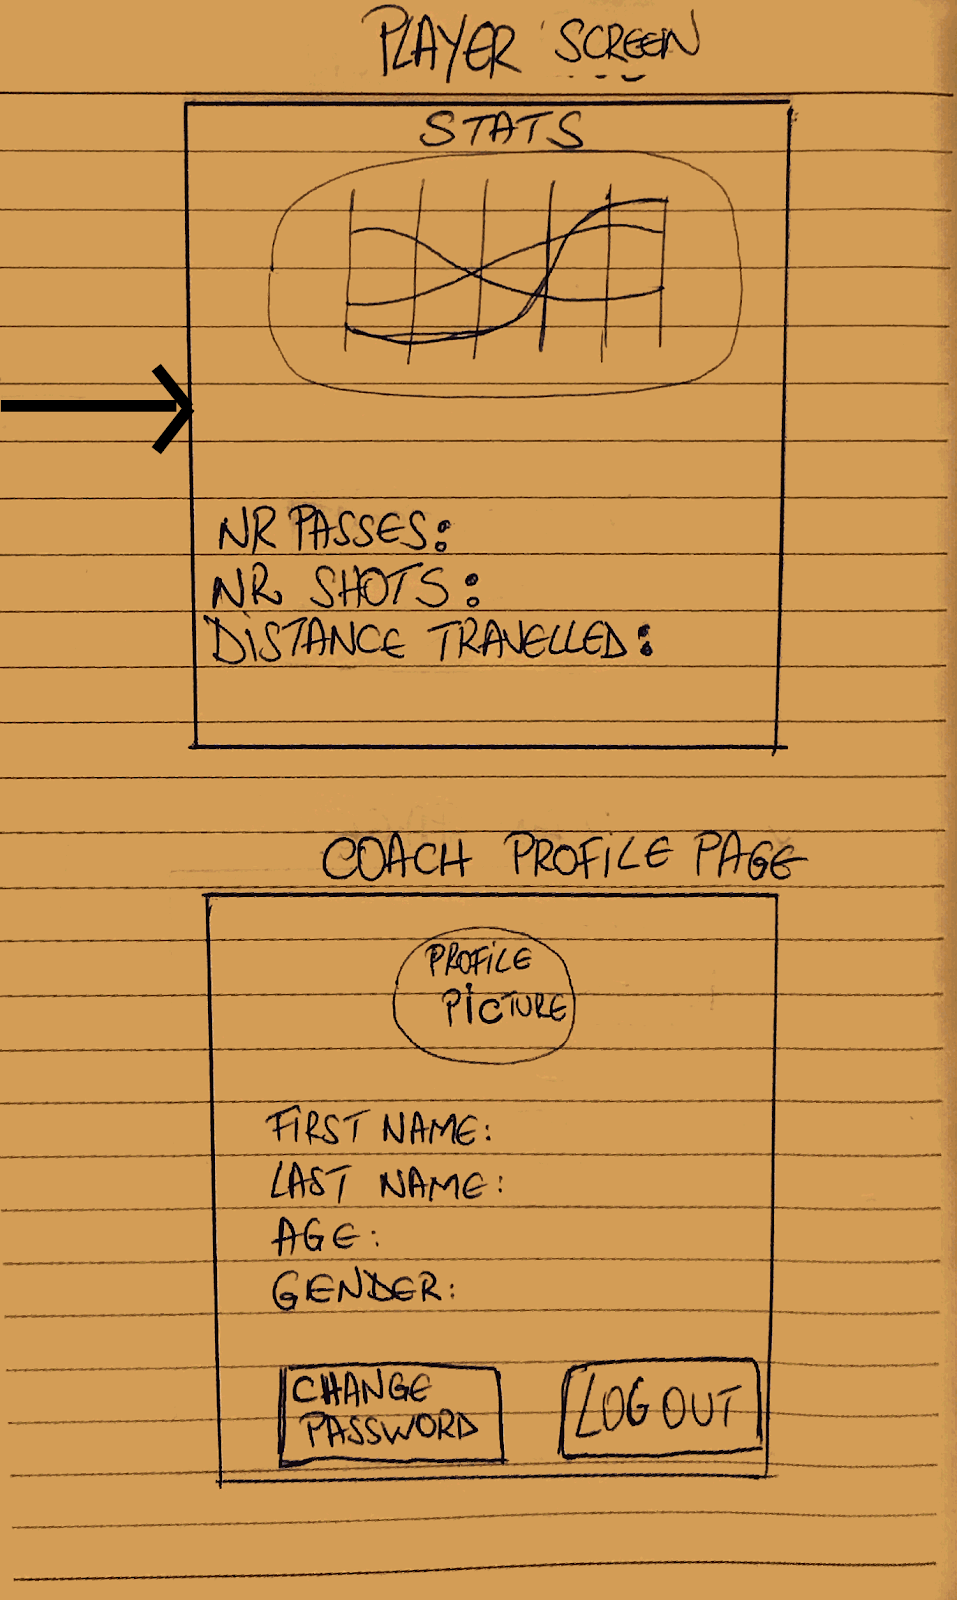 PLAYER SCREEN
STATS
NR PASSES:
NR SHOTS:
DISTANCE TRAVELLED:
COACH PROFILE PAGE
PROFILE
PICTURE
FIRST NAME:
LAST NAME:
AGE:
GENDER:
CHANGE
PASSWORD
LOG OUT